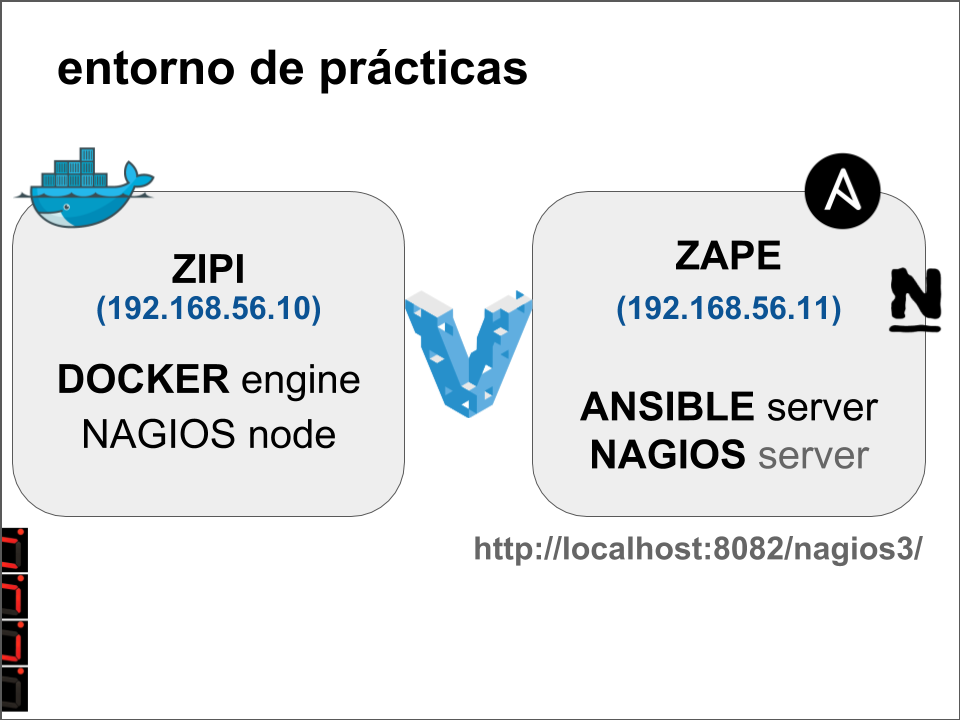 entorno de prácticas
ZIPI
(192.168.56.10)
DOCKER engine
NAGIOS node
ZAPE
(192.168.56.11)
ANSIBLE server
NAGIOS server
N
http://localhost:8082/nagios3/